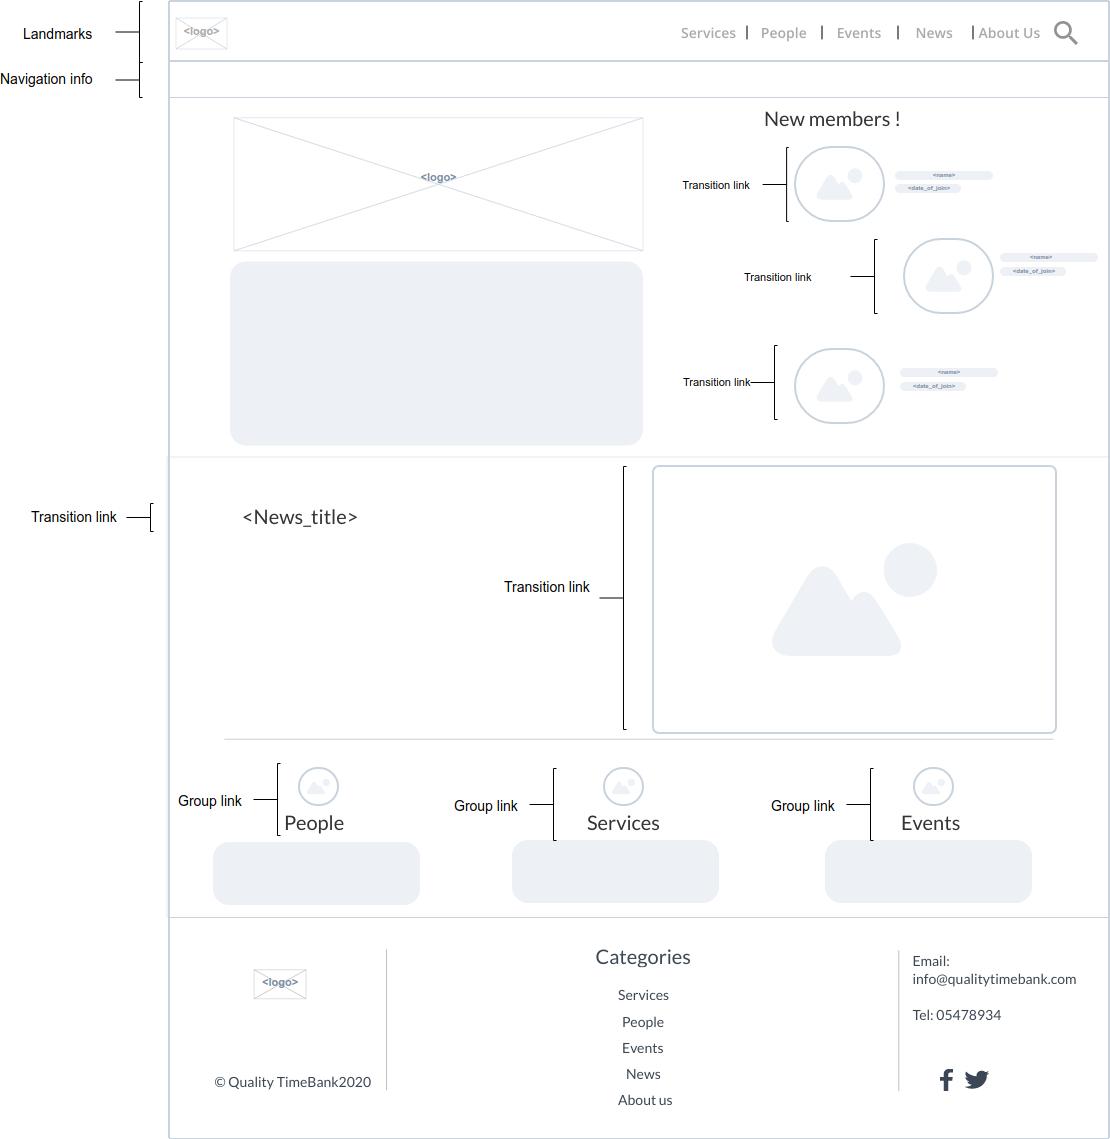 Landmarks
<logo>
Services | People | Events | News | About Us
Navigation info
New members !
<logo>
Transition link
<name>
<date_of_join>
Transition link
<name>
<date_of_join>
Transition link
<name>
<date_of_join>
Transition link
<News_title>
Transition link
Group link
People
Group link
Services
Group link
Events
<logo>
© Quality TimeBank2020
Categories
Services
People
Events
News
About us
Email:
info@qualitytimebank.com
Tel: 05478934